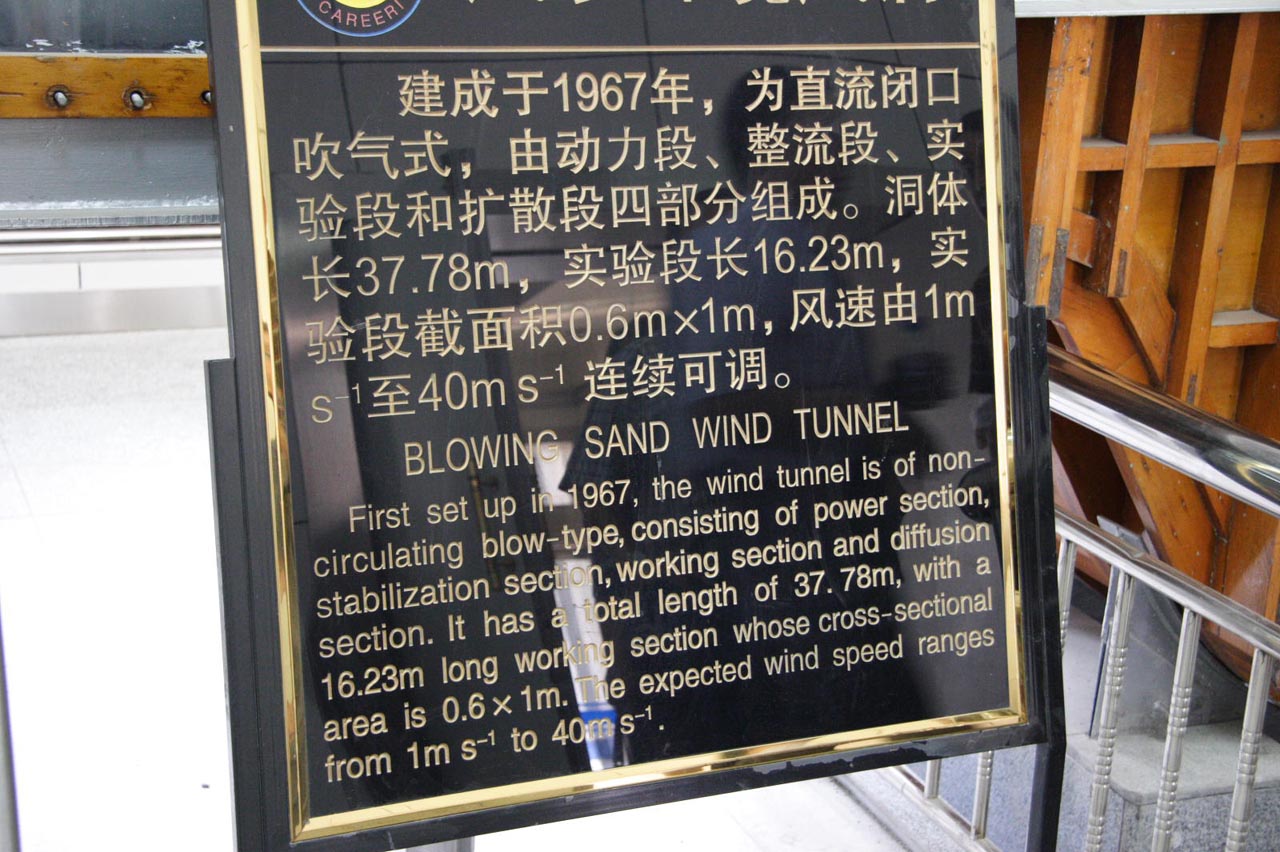 CAREERI
建成于1967年，为直流闭口
吹气式，由动力段、整流段、实
验段和扩散段四部分组成。洞体
长37.78m，实验段长16.23m，实
验段截面积0.6m×1m，风速由1m
s⁻¹至40m s⁻¹ 连续可调。
BLOWING SAND WIND TUNNEL
First set up in 1967, the wind tunnel is of non-
circulating blow-type, consisting of power section,
stabilization section, working section and diffusion
section. It has a total length of 37.78m, with a
16.23m long working section whose cross-sectional
area is 0.6×1m. The expected wind speed ranges
from 1m s⁻¹ to 40m s⁻¹.